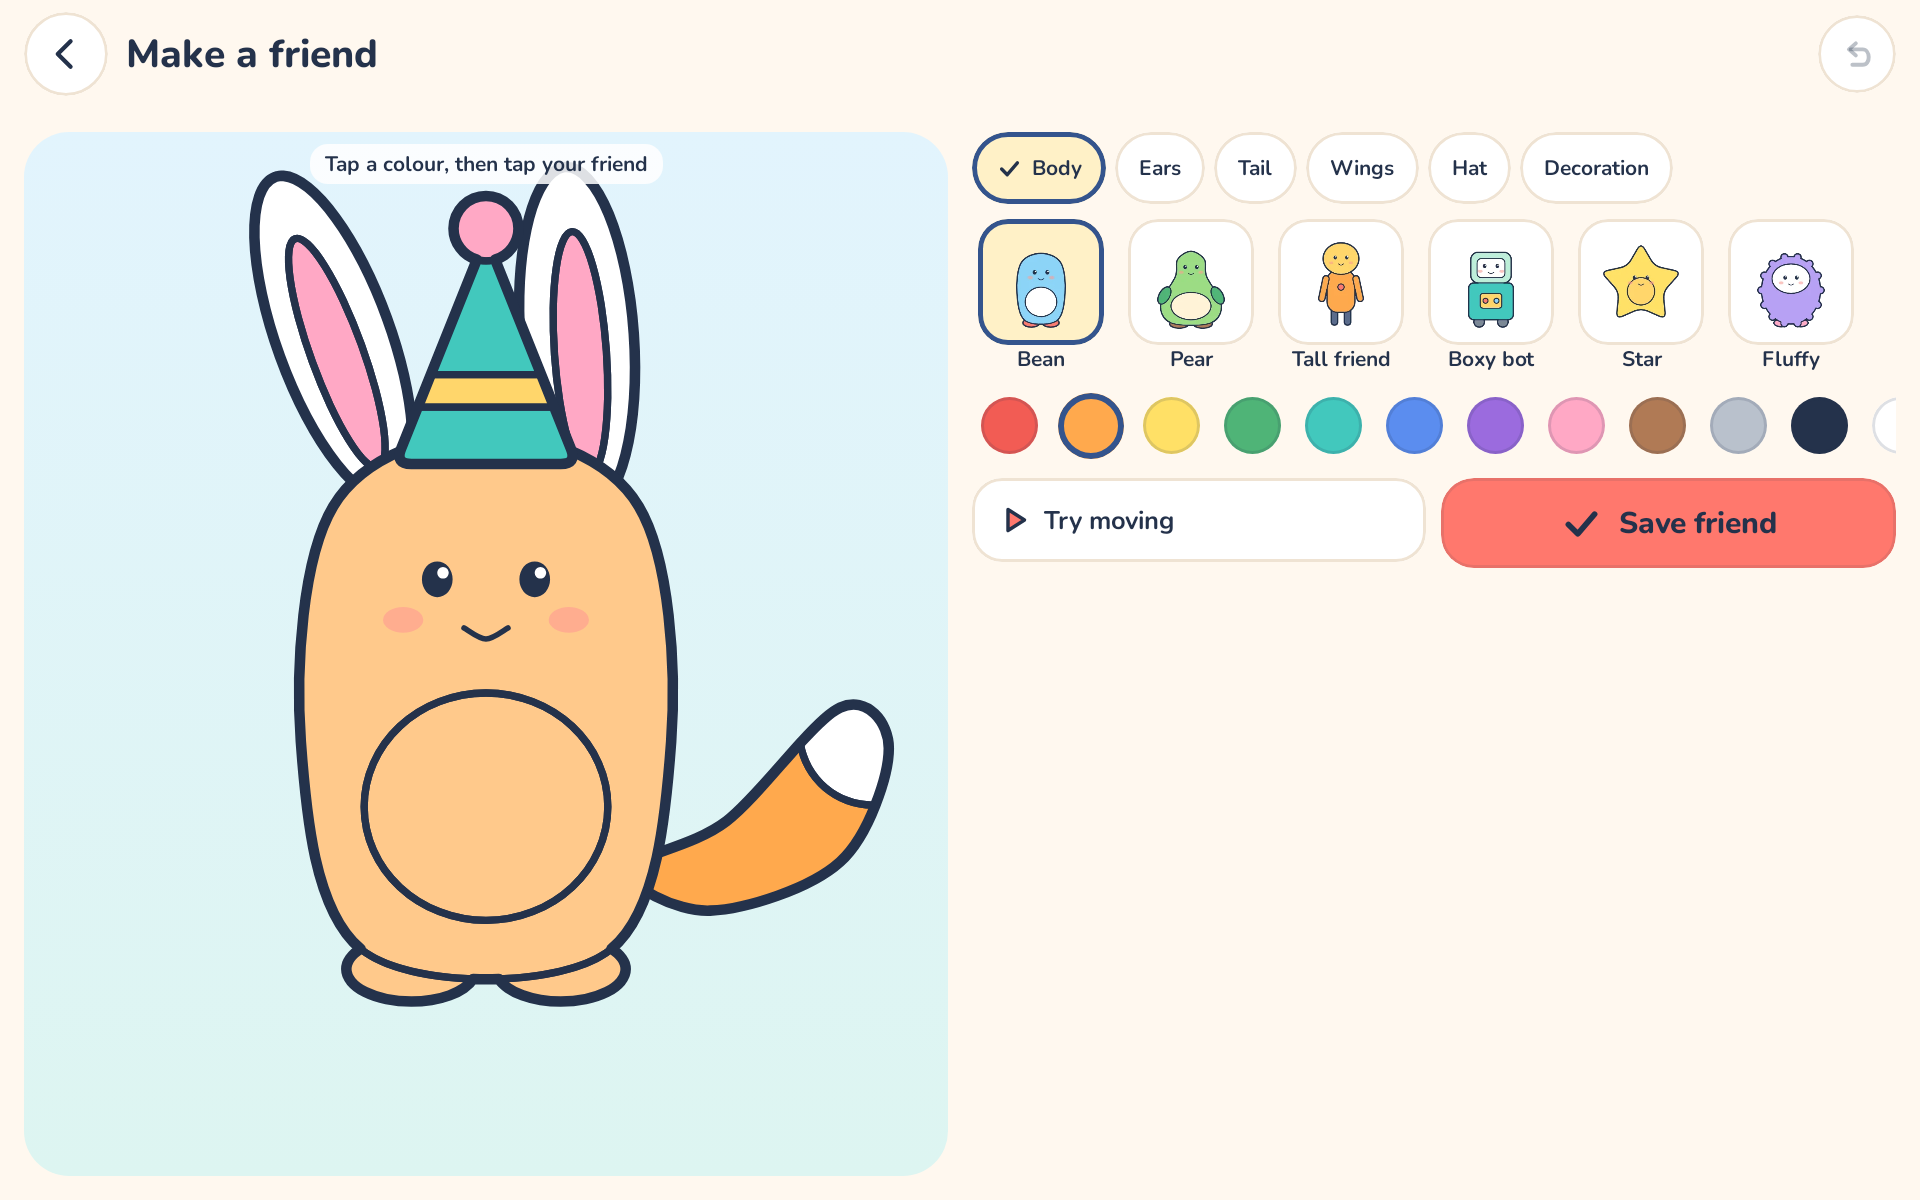 Make a friend
Tap a colour, then tap your friend
Body
Ears
Tail
Wings
Hat
Decoration
Bean
Pear
Tall friend
Boxy bot
Star
Fluffy
Try moving
Save friend